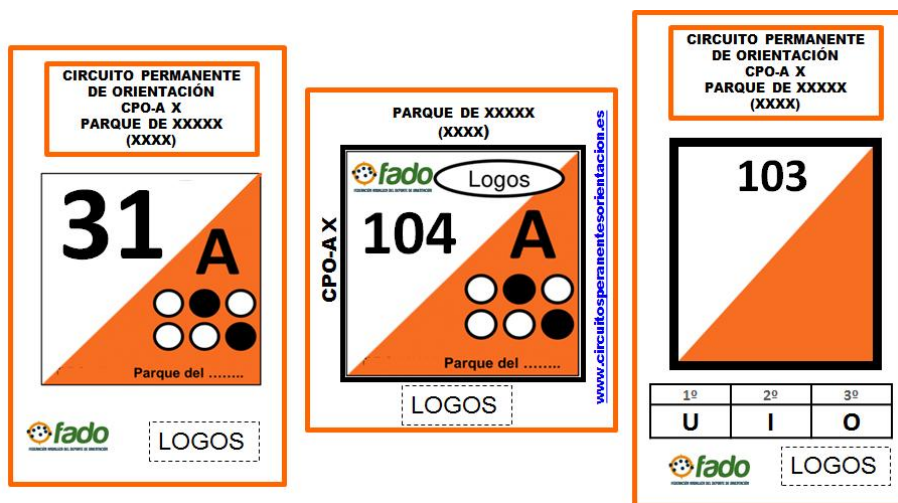 CIRCUITO PERMANENTE
DE ORIENTACIÓN
CPO-A X
PARQUE DE XXXXX
(XXXX)
31
A
Parque del ........
fado
LOGOS
PARQUE DE XXXXX
(XXXX)
fado
Logos
104
A
Parque del ........
CPO-A X
www.circuitosperanentesorientacion.es
LOGOS
CIRCUITO PERMANENTE
DE ORIENTACIÓN
CPO-A X
PARQUE DE XXXXX
(XXXX)
103
1º 2º 3º
U I O
fado
LOGOS